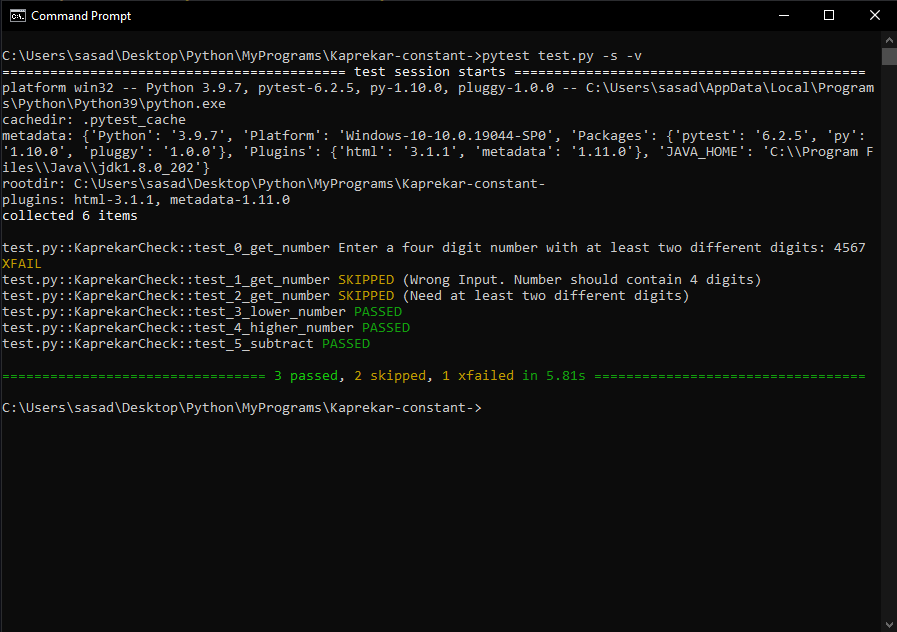 Command Prompt
C:\Users\sasad\Desktop\Python\MyPrograms\Kaprekar-constant->pytest test.py -s -v
=========================================== test session starts ============================================
platform win32 -- Python 3.9.7, pytest-6.2.5, py-1.10.0, pluggy-1.0.0 -- C:\Users\sasad\AppData\Local\Program
s\Python\Python39\python.exe
cachedir: .pytest_cache
metadata: {'Python': '3.9.7', 'Platform': 'Windows-10-10.0.19044-SP0', 'Packages': {'pytest': '6.2.5', 'py':
'1.10.0', 'pluggy': '1.0.0'}, 'Plugins': {'html': '3.1.1', 'metadata': '1.11.0'}, 'JAVA_HOME': 'C:\\Program F
iles\\Java\\jdk1.8.0_202'}
rootdir: C:\Users\sasad\Desktop\Python\MyPrograms\Kaprekar-constant-
plugins: html-3.1.1, metadata-1.11.0
collected 6 items
test.py::KaprekarCheck::test_0_get_number Enter a four digit number with at least two different digits: 4567
XFAIL
test.py::KaprekarCheck::test_1_get_number SKIPPED (Wrong Input. Number should contain 4 digits)
test.py::KaprekarCheck::test_2_get_number SKIPPED (Need at least two different digits)
test.py::KaprekarCheck::test_3_lower_number PASSED
test.py::KaprekarCheck::test_4_higher_number PASSED
test.py::KaprekarCheck::test_5_subtract PASSED
================================= 3 passed, 2 skipped, 1 xfailed in 5.81s ==================================
C:\Users\sasad\Desktop\Python\MyPrograms\Kaprekar-constant->